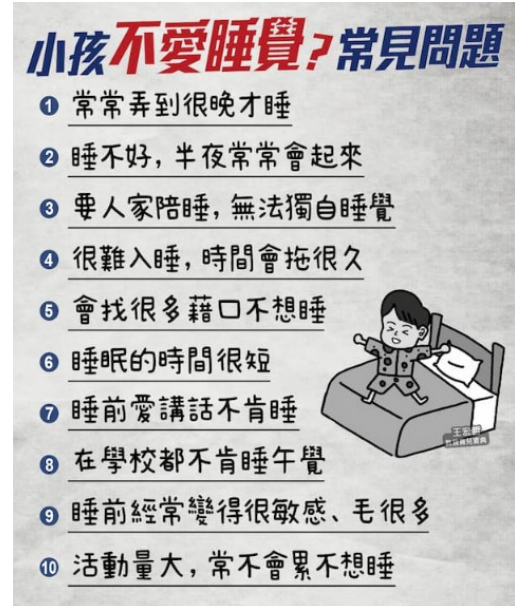 小孩不愛睡覺?常見問題
1 常常弄到很晚才睡
2 睡不好,半夜常常會起來
3 要人家陪睡,無法獨自睡覺
4 很難入睡,時間會拖很久
5 會找很多藉口不想睡
6 睡眠的時間很短
7 睡前愛講話不肯睡
8 在學校都不肯睡午覺
9 睡前經常變得很敏感、毛很多
10 活動量大,常不會累不想睡